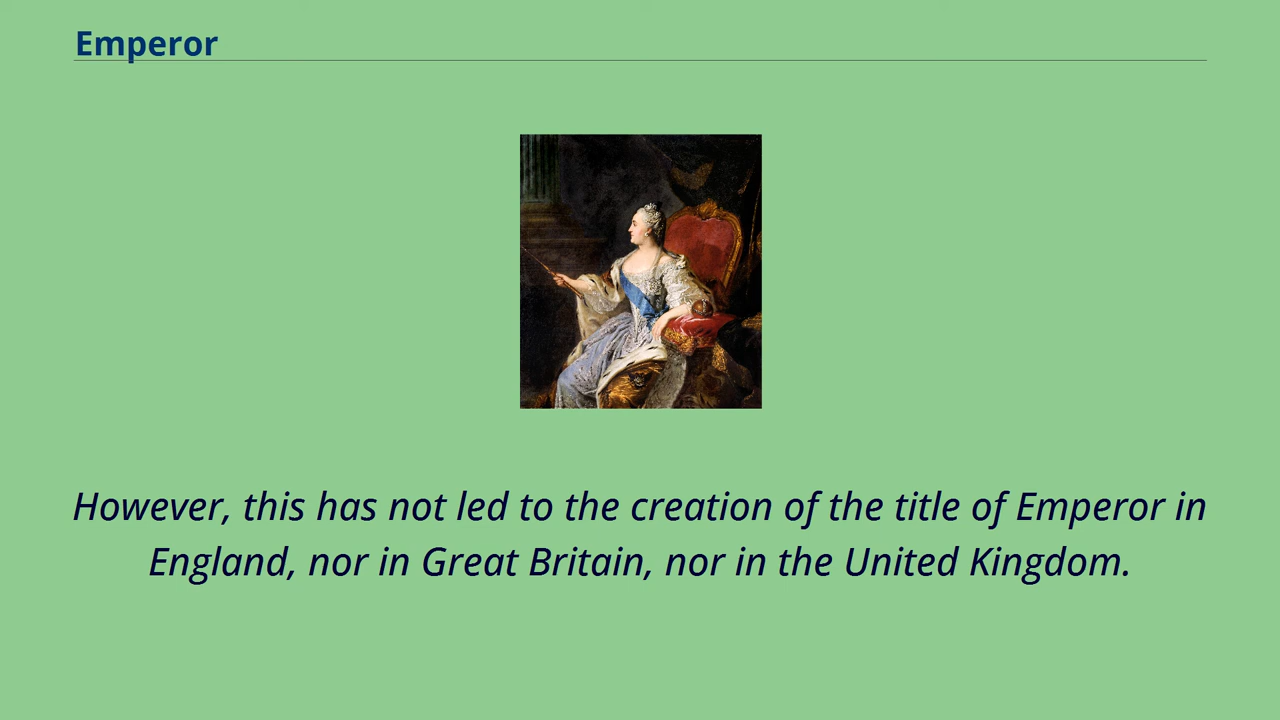 Emperor
However, this has not led to the creation of the title of Emperor in
England, nor in Great Britain, nor in the United Kingdom.